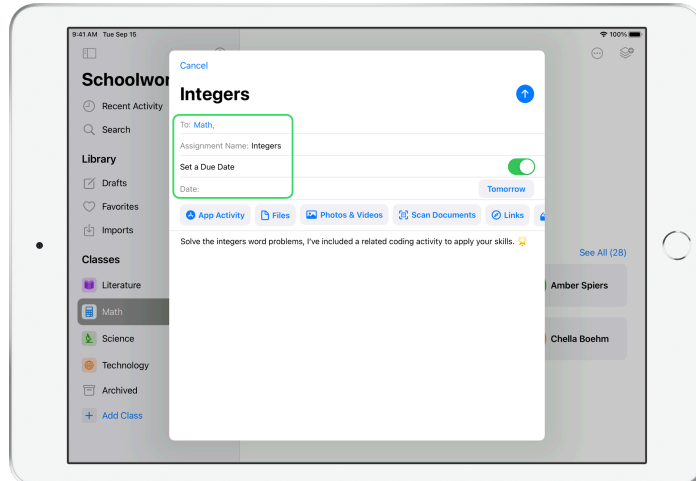 9:41 AM Tue Sep 15
100%
Schoolwor
Recent Activity
Search
Library
Drafts
Favorites
Imports
Classes
Literature
Math
Science
Technology
Archived
Add Class
Cancel
Integers
To: Math,
Assignment Name: Integers
Set a Due Date
Date:
Tomorrow
App Activity
Files
Photos & Videos
Scan Documents
Links
Solve the integers word problems, I've included a related coding activity to apply your skills.
See All (28)
Amber Spiers
Chella Boehm